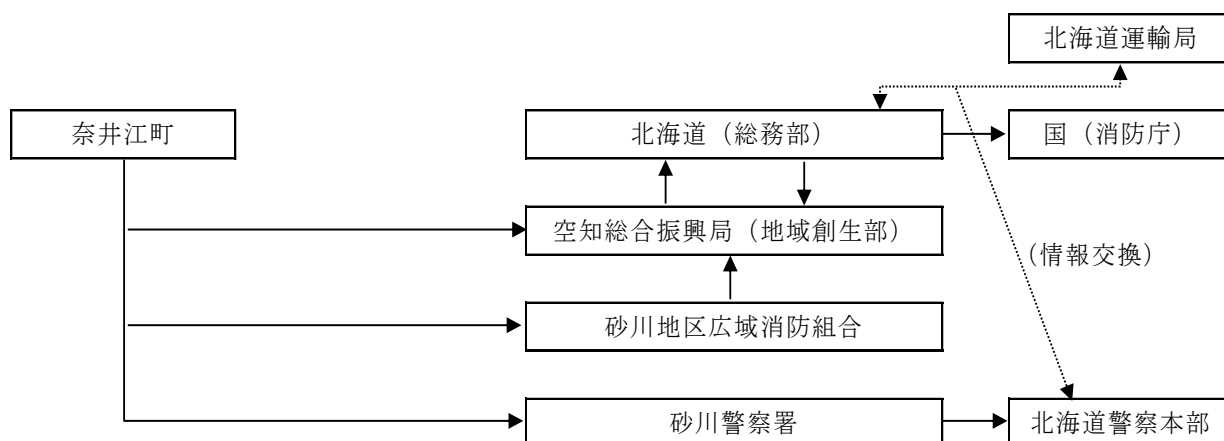 北海道運輸局
奈井江町
北海道（総務部）
国（消防庁）
空知総合振興局（地域創生部）
（情報交換）
砂川地区広域消防組合
砂川警察署
北海道警察本部